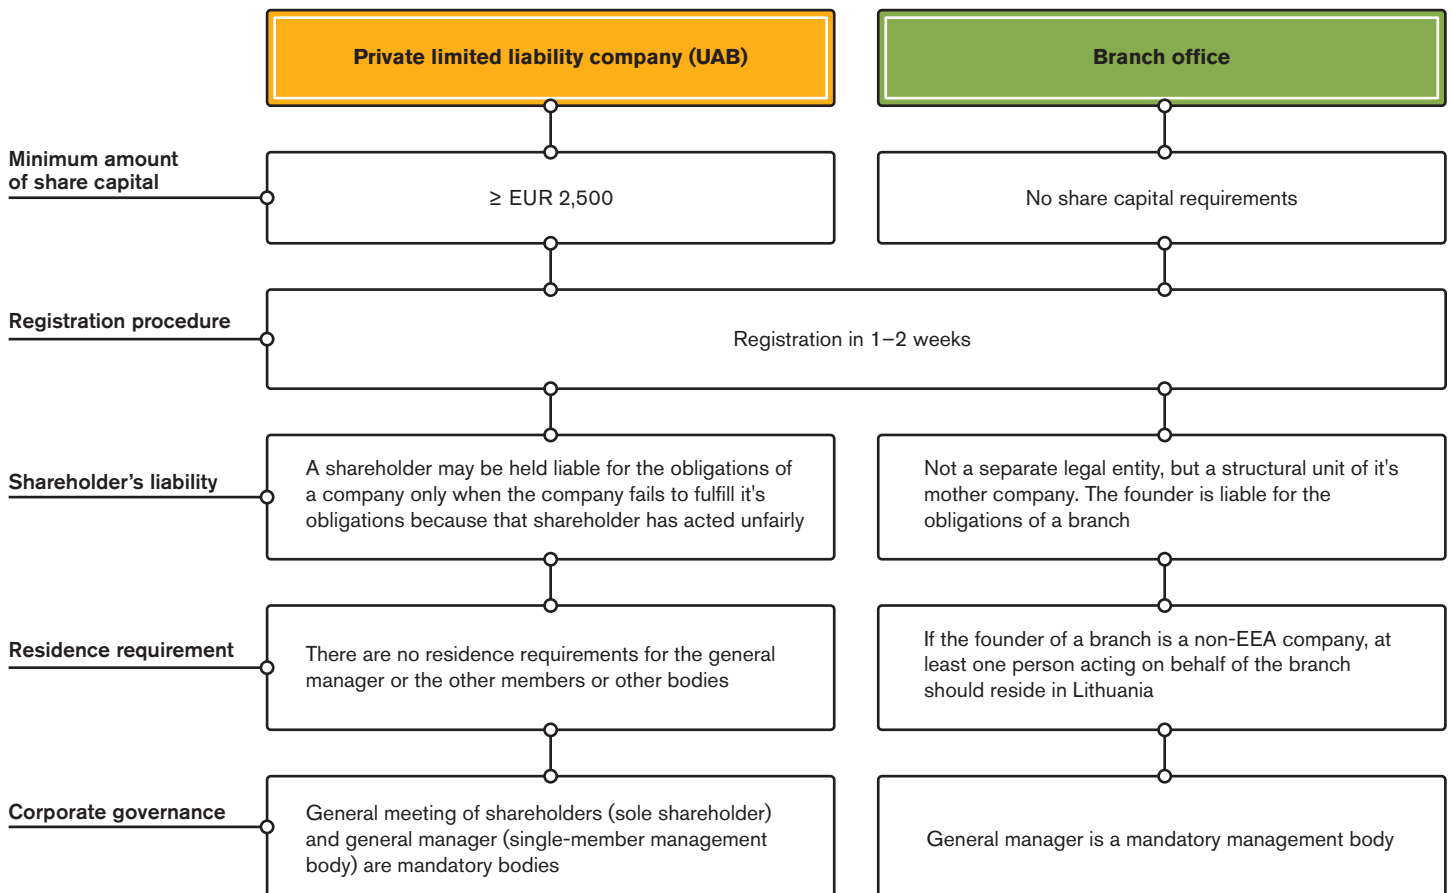 Private limited liability company (UAB)
Branch office
Minimum amount
of share capital
≥ EUR 2,500
No share capital requirements
Registration procedure
Registration in 1–2 weeks
Shareholder’s liability
A shareholder may be held liable for the obligations of
a company only when the company fails to fulfill it's
obligations because that shareholder has acted unfairly
Not a separate legal entity, but a structural unit of it's
mother company. The founder is liable for the
obligations of a branch
Residence requirement
There are no residence requirements for the general
manager or the other members or other bodies
If the founder of a branch is a non-EEA company, at
least one person acting on behalf of the branch
should reside in Lithuania
Corporate governance
General meeting of shareholders (sole shareholder)
and general manager (single-member management
body) are mandatory bodies
General manager is a mandatory management body